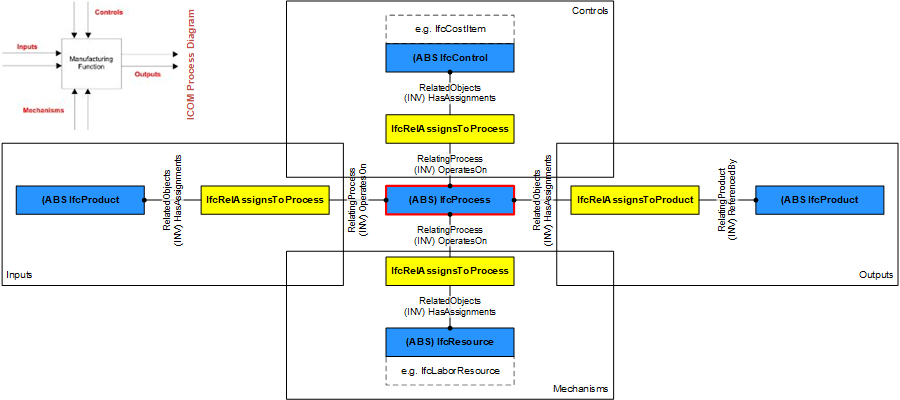 Controls
Inputs
Manufacturing
Function
Outputs
Mechanisms
ICOM Process Diagram
Controls
e.g. IfcCostItem
(ABS IfcControl
RelatedObjects
(INV) HasAssignments
IfcRelAssignsToProcess
RelatingProcess
(INV) OperatesOn
(ABS IfcProduct
RelatedObjects
(INV) HasAssignments
IfcRelAssignsToProcess
RelatingProcess
(INV) OperatesOn
(ABS) IfcProcess
RelatedObjects
(INV) HasAssignments
IfcRelAssignsToProduct
RelatingProduct
(INV) ReferencedBy
(ABS IfcProduct
Inputs
Outputs
RelatingProcess
(INV) OperatesOn
IfcRelAssignsToProcess
RelatedObjects
(INV) HasAssignments
(ABS) IfcResource
e.g. IfcLaborResource
Mechanisms